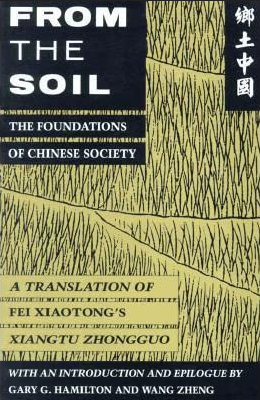 FROM
THE
SOIL
鄉土中國
THE FOUNDATIONS
OF CHINESE SOCIETY
A TRANSLATION OF
FEI XIAOTONG'S
XIANGTU ZHONGGUO
WITH AN INTRODUCTION AND EPILOGUE BY
GARY G. HAMILTON AND WANG ZHENG